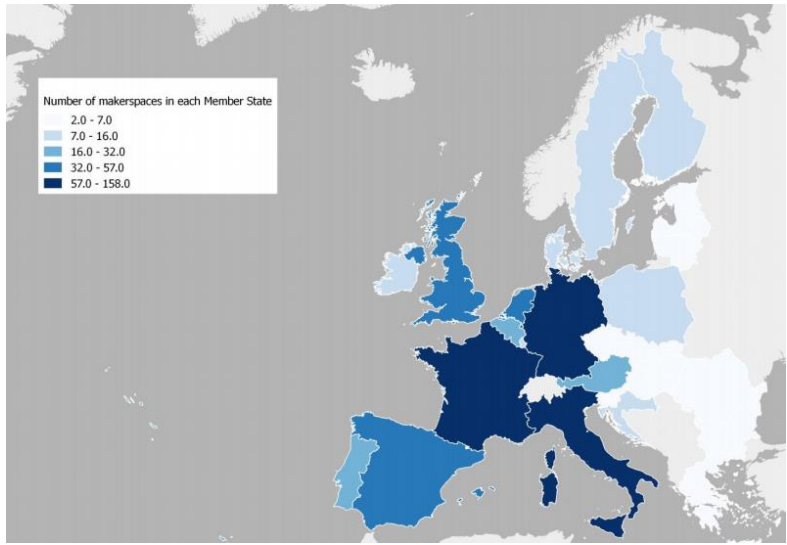 Number of makerspaces in each Member State
2.0 - 7.0
7.0 - 16.0
16.0 - 32.0
32.0 - 57.0
57.0 - 158.0